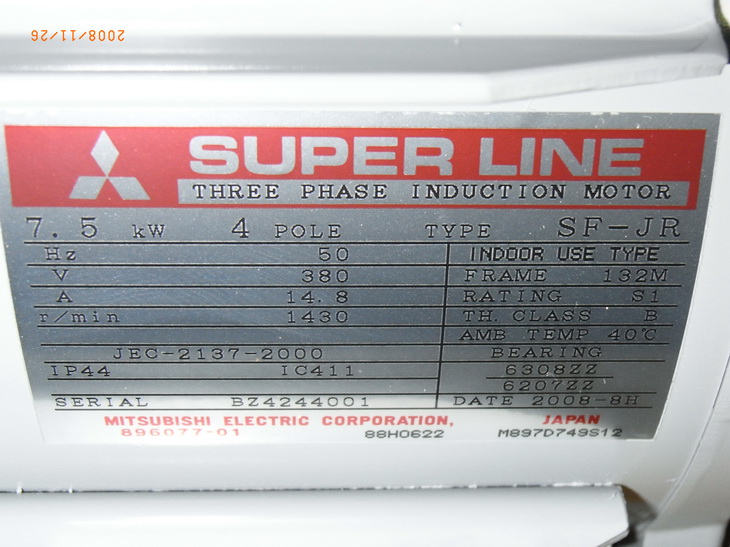 2008/11/26
SUPER LINE
THREE PHASE INDUCTION MOTOR
7.5 kW 4 POLE TYPE SF-JR
Hz 50 INDOOR USE TYPE
V 380 FRAME 132M
A 14.8 RATING S1
r/min 1430 TH. CLASS B
AMB TEMP 40℃
JEC-2137-2000 BEARING
IP44 IC411 6308ZZ
6207ZZ
SERIAL BZ4244001 DATE 2008-8H
MITSUBISHI ELECTRIC CORPORATION, JAPAN
896077-01 88H0622 M897D749S12